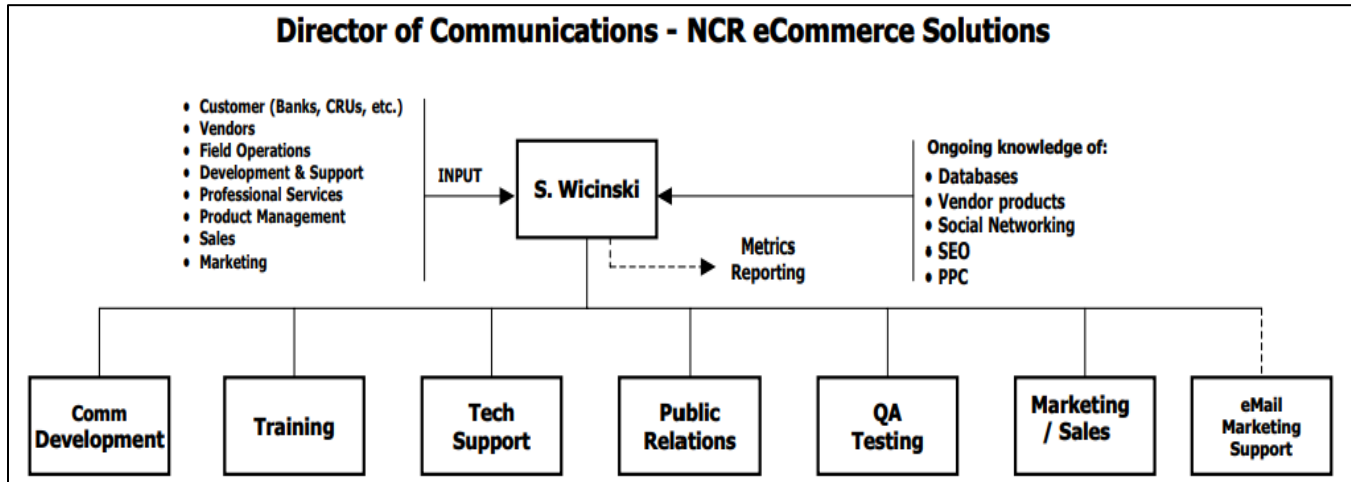 Director of Communications - NCR eCommerce Solutions
• Customer (Banks, CRUs, etc.)
• Vendors
• Field Operations
• Development & Support
• Professional Services
• Product Management
• Sales
• Marketing
INPUT
S. Wicinski
Metrics
Reporting
Ongoing knowledge of:
• Databases
• Vendor products
• Social Networking
• SEO
• PPC
Comm
Development
Training
Tech
Support
Public
Relations
QA
Testing
Marketing
/ Sales
eMail
Marketing
Support